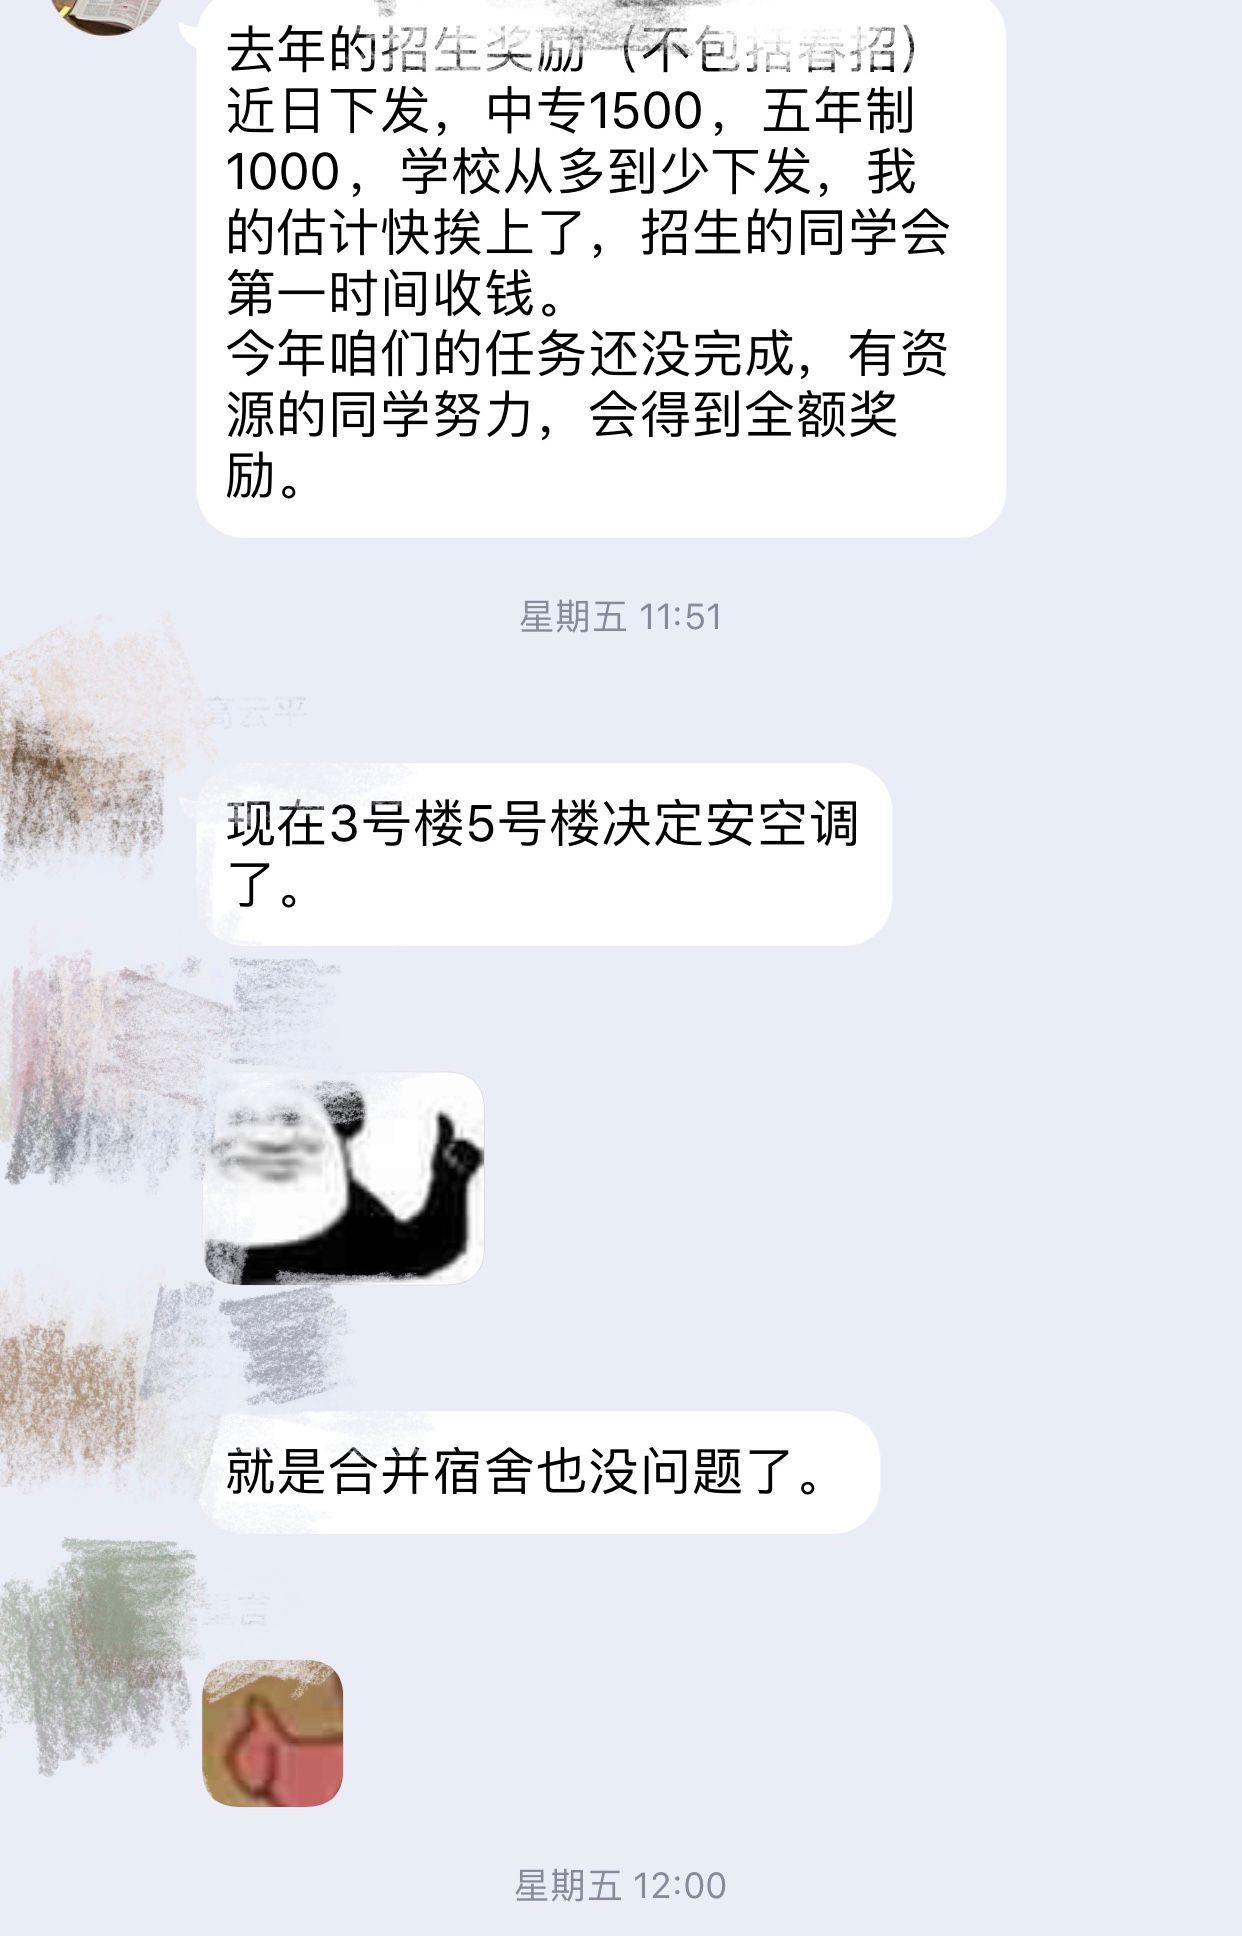 去年的招生奖励（不包括春招）
近日下发，中专1500，五年制
1000，学校从多到少下发，我
的估计快挨上了，招生的同学会
第一时间收钱。
今年咱们的任务还没完成，有资
源的同学努力，会得到全额奖
励。
星期五 11:51
现在3号楼5号楼决定安空调
了。
就是合并宿舍也没问题了。
星期五 12:00